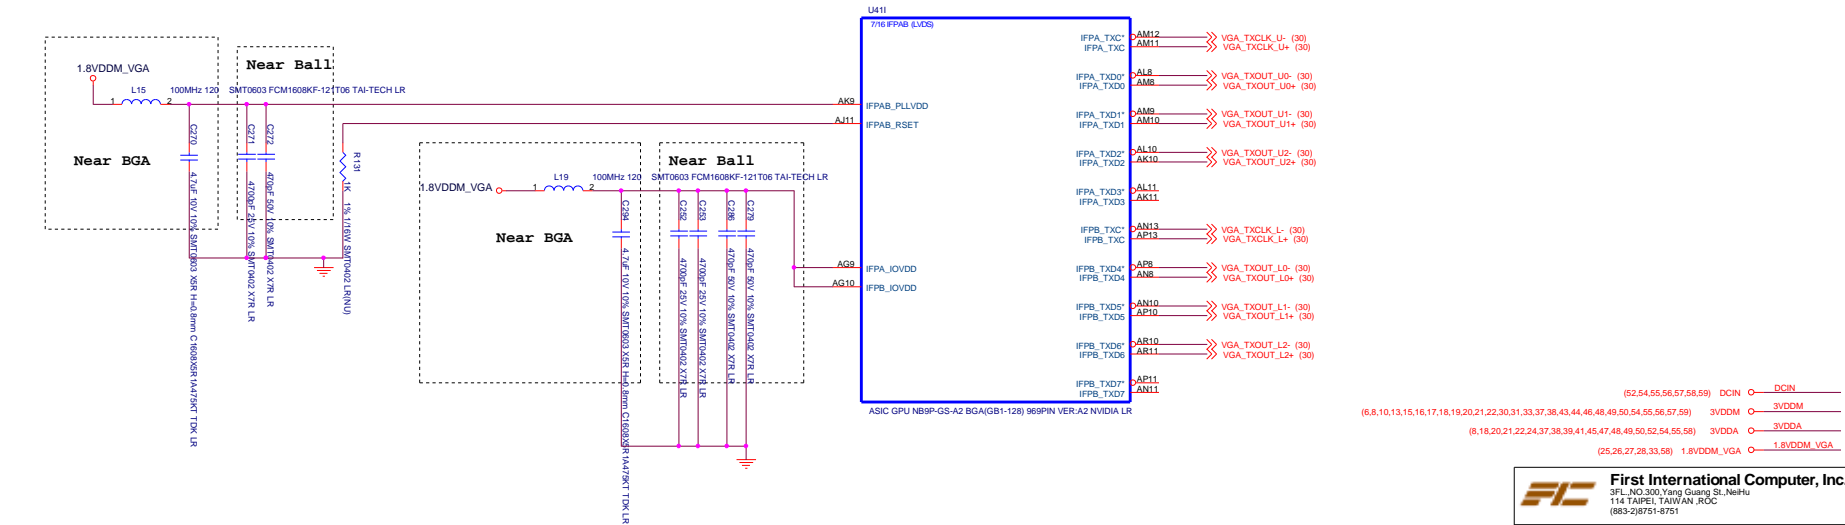 U41I
7/16 IFPAB (LVDS)
1.8VDDM_VGA
L15
1
2
100MHz 120
SMT0603 FCM1608KF-121T06 TAI-TECH LR
Near Ball
Near BGA
C270
4.7uF 10V 10% SMT0603 X5R H=0.8mm C1608X5R1A475KT TDK LR
C271
4700pF 25V 10% SMT0402 X7R LR
C272
470pF 50V 10% SMT0402 X7R LR
R131
1K 1% 1/16W SMT0402 LR(NU)
1.8VDDM_VGA
L19
1
2
100MHz 120
SMT0603 FCM1608KF-121T06 TAI-TECH LR
Near Ball
Near BGA
C294
4.7uF 10V 10% SMT0603 X5R H=0.8mm C1608X5R1A475KT TDK LR
C252
4700pF 25V 10% SMT0402 X7R LR
C253
4700pF 25V 10% SMT0402 X7R LR
C286
470pF 50V 10% SMT0402 X7R LR
C279
470pF 50V 10% SMT0402 X7R LR
AK9 IFPAB_PLLVDD
AJ11 IFPAB_RSET
AG9 IFPA_IOVDD
AG10 IFPB_IOVDD
IFPA_TXC* AM12 VGA_TXCLK_U- (30)
IFPA_TXC AM11 VGA_TXCLK_U+ (30)
IFPA_TXD0* AL8 VGA_TXOUT_U0- (30)
IFPA_TXD0 AM8 VGA_TXOUT_U0+ (30)
IFPA_TXD1* AM9 VGA_TXOUT_U1- (30)
IFPA_TXD1 AM10 VGA_TXOUT_U1+ (30)
IFPA_TXD2* AL10 VGA_TXOUT_U2- (30)
IFPA_TXD2 AK10 VGA_TXOUT_U2+ (30)
IFPA_TXD3* AL11
IFPA_TXD3 AK11
IFPB_TXC* AN13 VGA_TXCLK_L- (30)
IFPB_TXC AP13 VGA_TXCLK_L+ (30)
IFPB_TXD4* AP8 VGA_TXOUT_L0- (30)
IFPB_TXD4 AN8 VGA_TXOUT_L0+ (30)
IFPB_TXD5* AN10 VGA_TXOUT_L1- (30)
IFPB_TXD5 AP10 VGA_TXOUT_L1+ (30)
IFPB_TXD6* AR10 VGA_TXOUT_L2- (30)
IFPB_TXD6 AR11 VGA_TXOUT_L2+ (30)
IFPB_TXD7* AP11
IFPB_TXD7 AN11
ASIC GPU NB9P-GS-A2 BGA(GB1-128) 969PIN VER:A2 NVIDIA LR
(52,54,55,56,57,58,59) DCIN DCIN
(6,8,10,13,15,16,17,18,19,20,21,22,30,31,33,37,38,43,44,46,48,49,50,54,55,56,57,59) 3VDDM 3VDDM
(8,18,20,21,22,24,37,38,39,41,45,47,48,49,50,52,54,55,58) 3VDDA 3VDDA
(25,26,27,28,33,58) 1.8VDDM_VGA 1.8VDDM_VGA
FIC
First International Computer, Inc.
3FL.,NO.300,Yang Guang St.,NeiHu
114 TAIPEI, TAIWAN ,ROC
(883-2)8751-8751